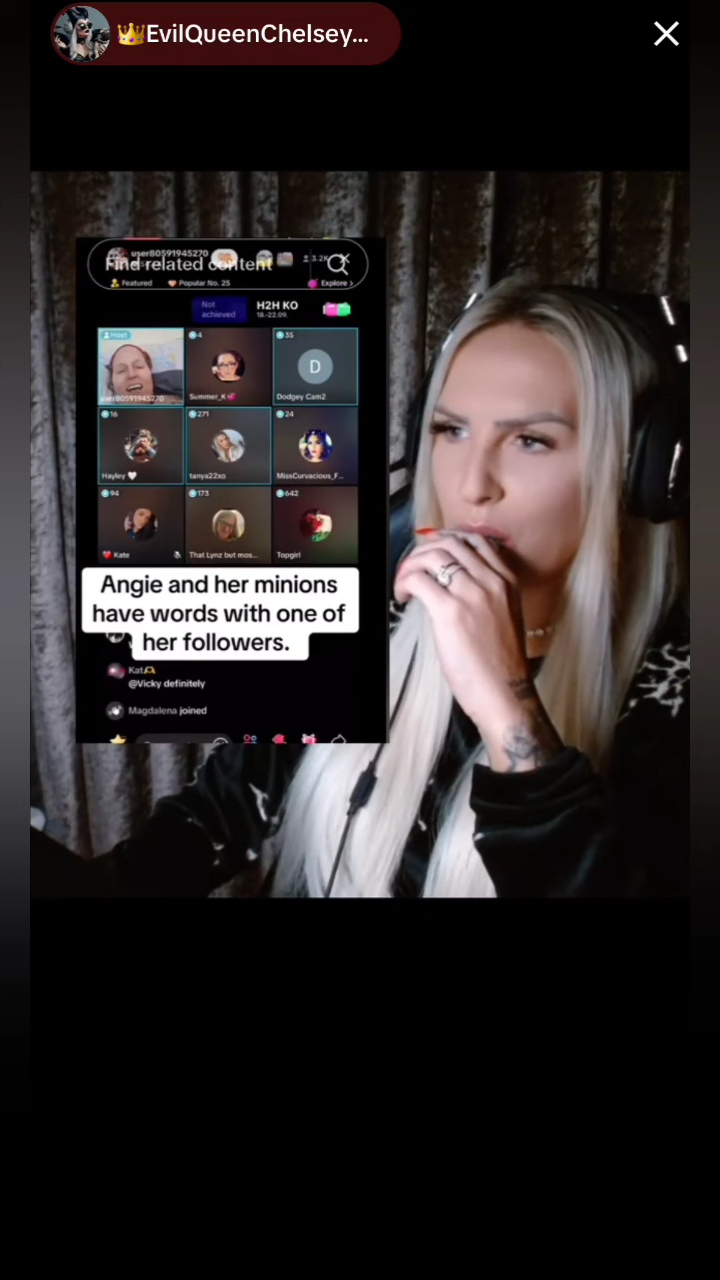 👑EvilQueenChelsey...
user80591945270
3.2K
Find related content
Featured
Popular No. 25
Explore >
Not
achieved
H2H KO
18.-22.09.
Host
4
35
D
user80591945270
Summer_K💞
Dodgey Cam2
16
271
24
Hayley 🤍
tanya22xo
MissCurvacious_F...
94
173
642
❤️ Kate
That Lynz but mos...
Topgirl
Angie and her minions
have words with one of
her followers.
Kat🫶
@Vicky definitely
Magdalena joined